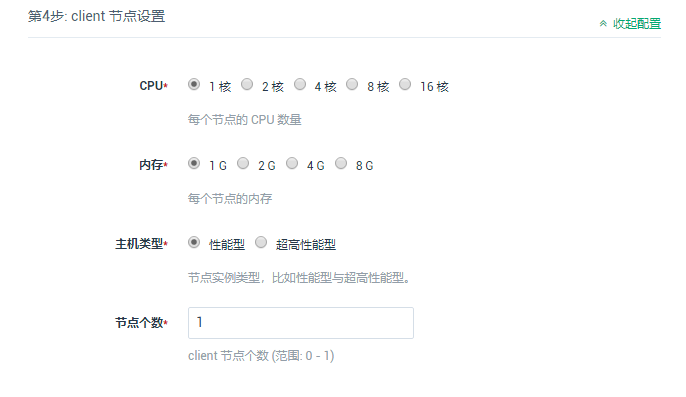 第4步: client 节点设置
收起配置
CPU* 1 核 2 核 4 核 8 核 16 核
每个节点的 CPU 数量
内存* 1 G 2 G 4 G 8 G
每个节点的内存
主机类型* 性能型 超高性能型
节点实例类型，比如性能型与超高性能型。
节点个数* 1
client 节点个数 (范围: 0 - 1)